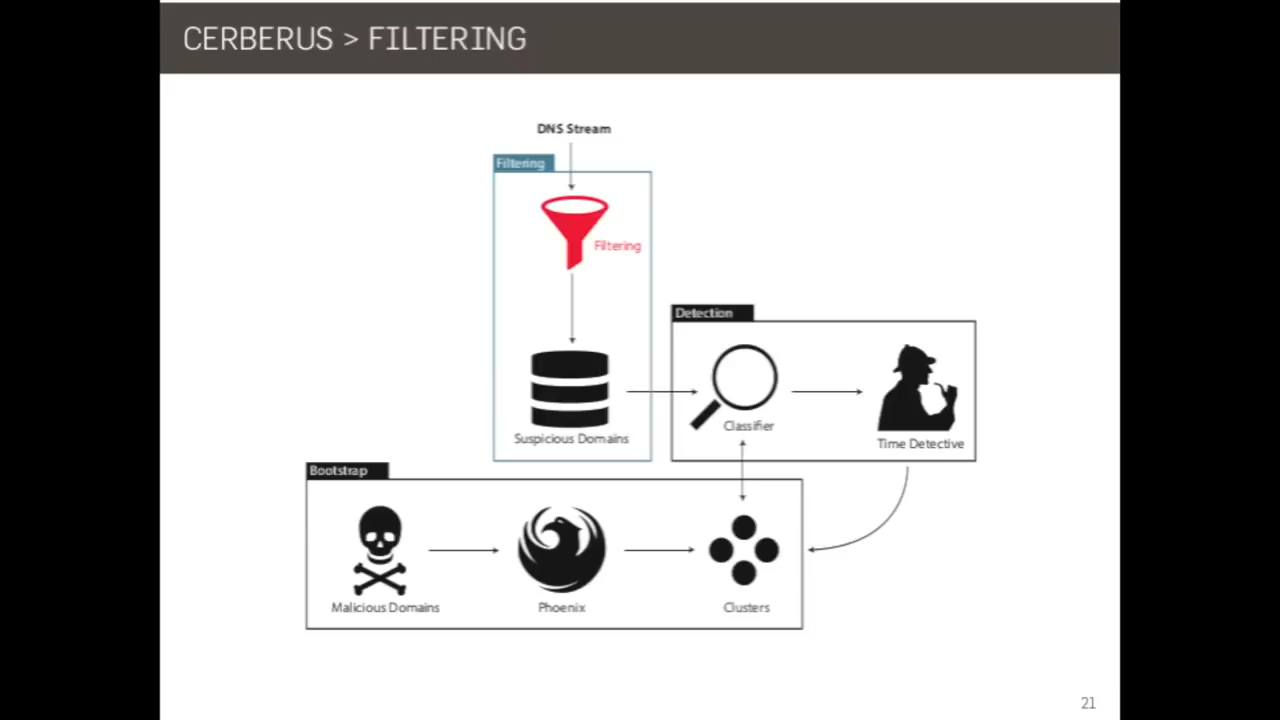 CERBERUS > FILTERING
DNS Stream
Filtering
Filtering
Detection
Classifier
Time Detective
Suspicious Domains
Bootstrap
Malicious Domains
Phoenix
Clusters
21